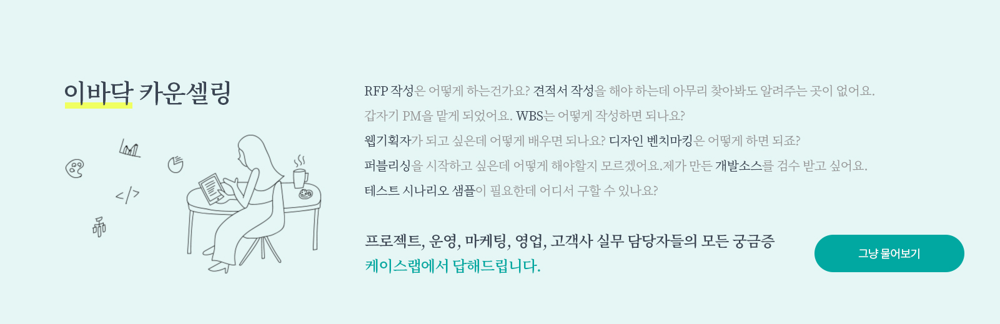 이바닥 카운셀링
RFP 작성은 어떻게 하는건가요? 견적서 작성을 해야 하는데 아무리 찾아봐도 알려주는 곳이 없어요.
갑자기 PM을 맡게 되었어요. WBS는 어떻게 작성하면 되나요?
웹기획자가 되고 싶은데 어떻게 배우면 되나요? 디자인 벤치마킹은 어떻게 하면 되죠?
퍼블리싱을 시작하고 싶은데 어떻게 해야할지 모르겠어요.제가 만든 개발소스를 검수 받고 싶어요.
테스트 시나리오 샘플이 필요한데 어디서 구할 수 있나요?
프로젝트, 운영, 마케팅, 영업, 고객사 실무 담당자들의 모든 궁금증
케이스랩에서 답해드립니다.
그냥 물어보기